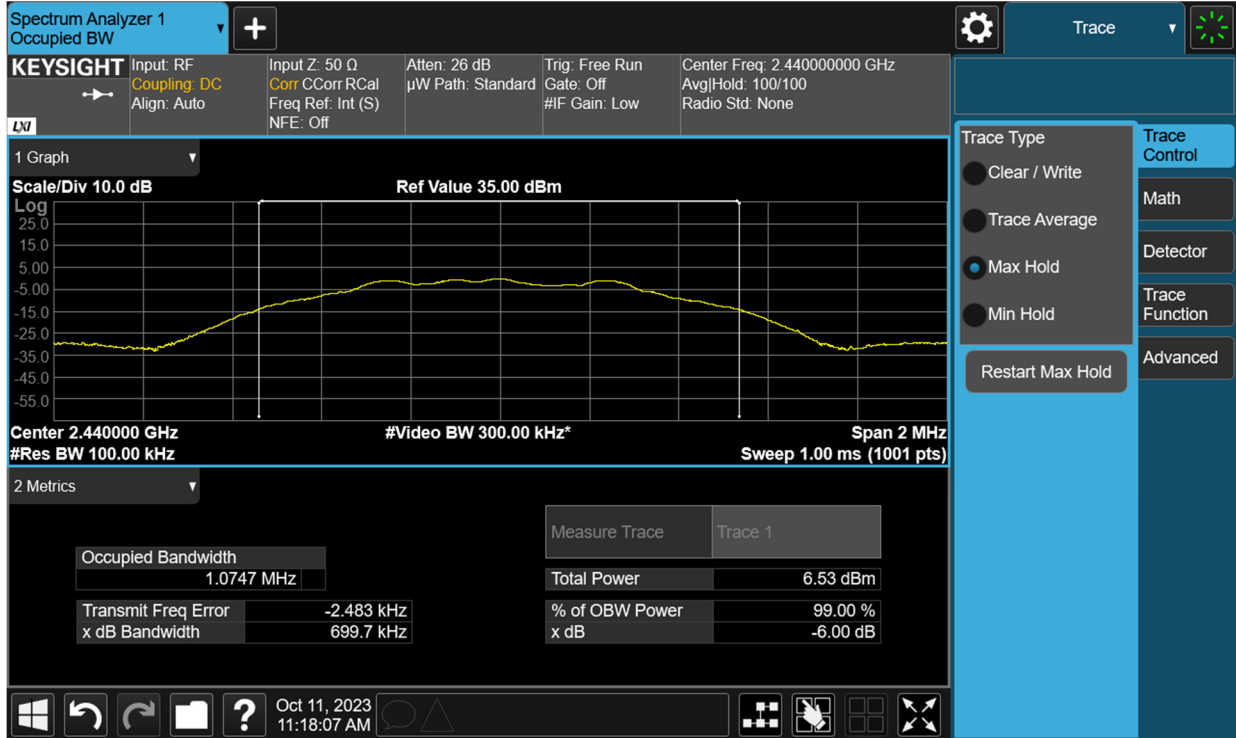 Spectrum Analyzer 1
Occupied BW
Trace
KEYSIGHT
LXI
Input: RF
Coupling: DC
Align: Auto
Input Z: 50 Ω
Corr CCorr RCal
Freq Ref: Int (S)
NFE: Off
Atten: 26 dB
µW Path: Standard
Trig: Free Run
Gate: Off
#IF Gain: Low
Center Freq: 2.440000000 GHz
Avg|Hold: 100/100
Radio Std: None
1 Graph
Scale/Div 10.0 dB
Ref Value 35.00 dBm
Log
25.0
15.0
5.00
-5.00
-15.0
-25.0
-35.0
-45.0
-55.0
Center 2.440000 GHz
#Video BW 300.00 kHz*
Span 2 MHz
#Res BW 100.00 kHz
Sweep 1.00 ms (1001 pts)
2 Metrics
Measure Trace
Trace 1
Occupied Bandwidth
1.0747 MHz
Total Power
6.53 dBm
Transmit Freq Error
-2.483 kHz
% of OBW Power
99.00 %
x dB Bandwidth
699.7 kHz
x dB
-6.00 dB
?
Oct 11, 2023
11:18:07 AM
Trace Type
Clear / Write
Trace Average
Max Hold
Min Hold
Restart Max Hold
Trace
Control
Math
Detector
Trace
Function
Advanced